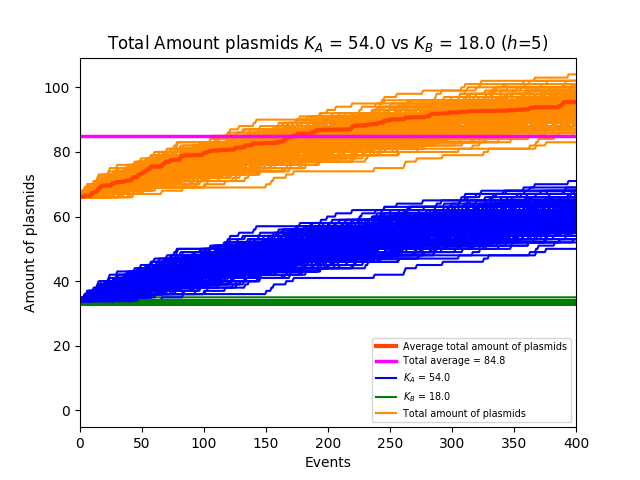 Total Amount plasmids K_A = 54.0 vs K_B = 18.0 (h=5)
100
80
60
40
20
0
Amount of plasmids
Average total amount of plasmids
Total average = 84.8
K_A = 54.0
K_B = 18.0
Total amount of plasmids
0 50 100 150 200 250 300 350 400
Events